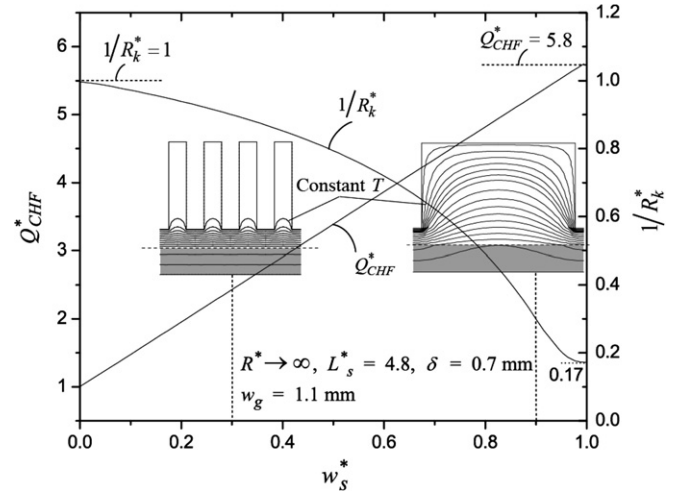 6
5
4
3
2
1
Q*CHF
1/R*k = 1
Q*CHF = 5.8
1/R*k
Constant T
Q*CHF
R* → ∞, L*s = 4.8, δ = 0.7 mm
wg = 1.1 mm
0.17
1.2
1.0
0.8
0.6
0.4
0.2
0.0
1/R*k
0.0 0.2 0.4 0.6 0.8 1.0
w*s